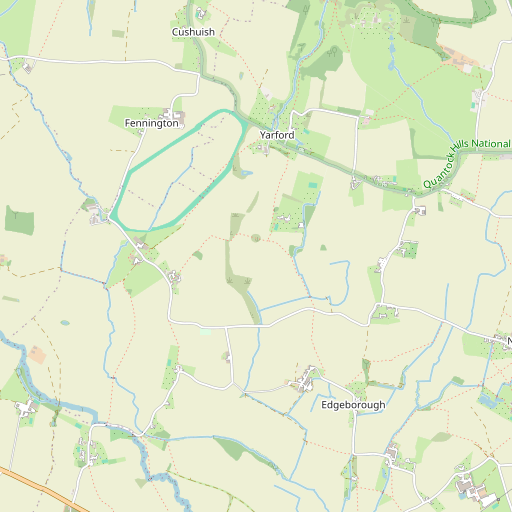 Cushuish
Fennington
Yarford
Quantock Hills National
N
Edgeborough